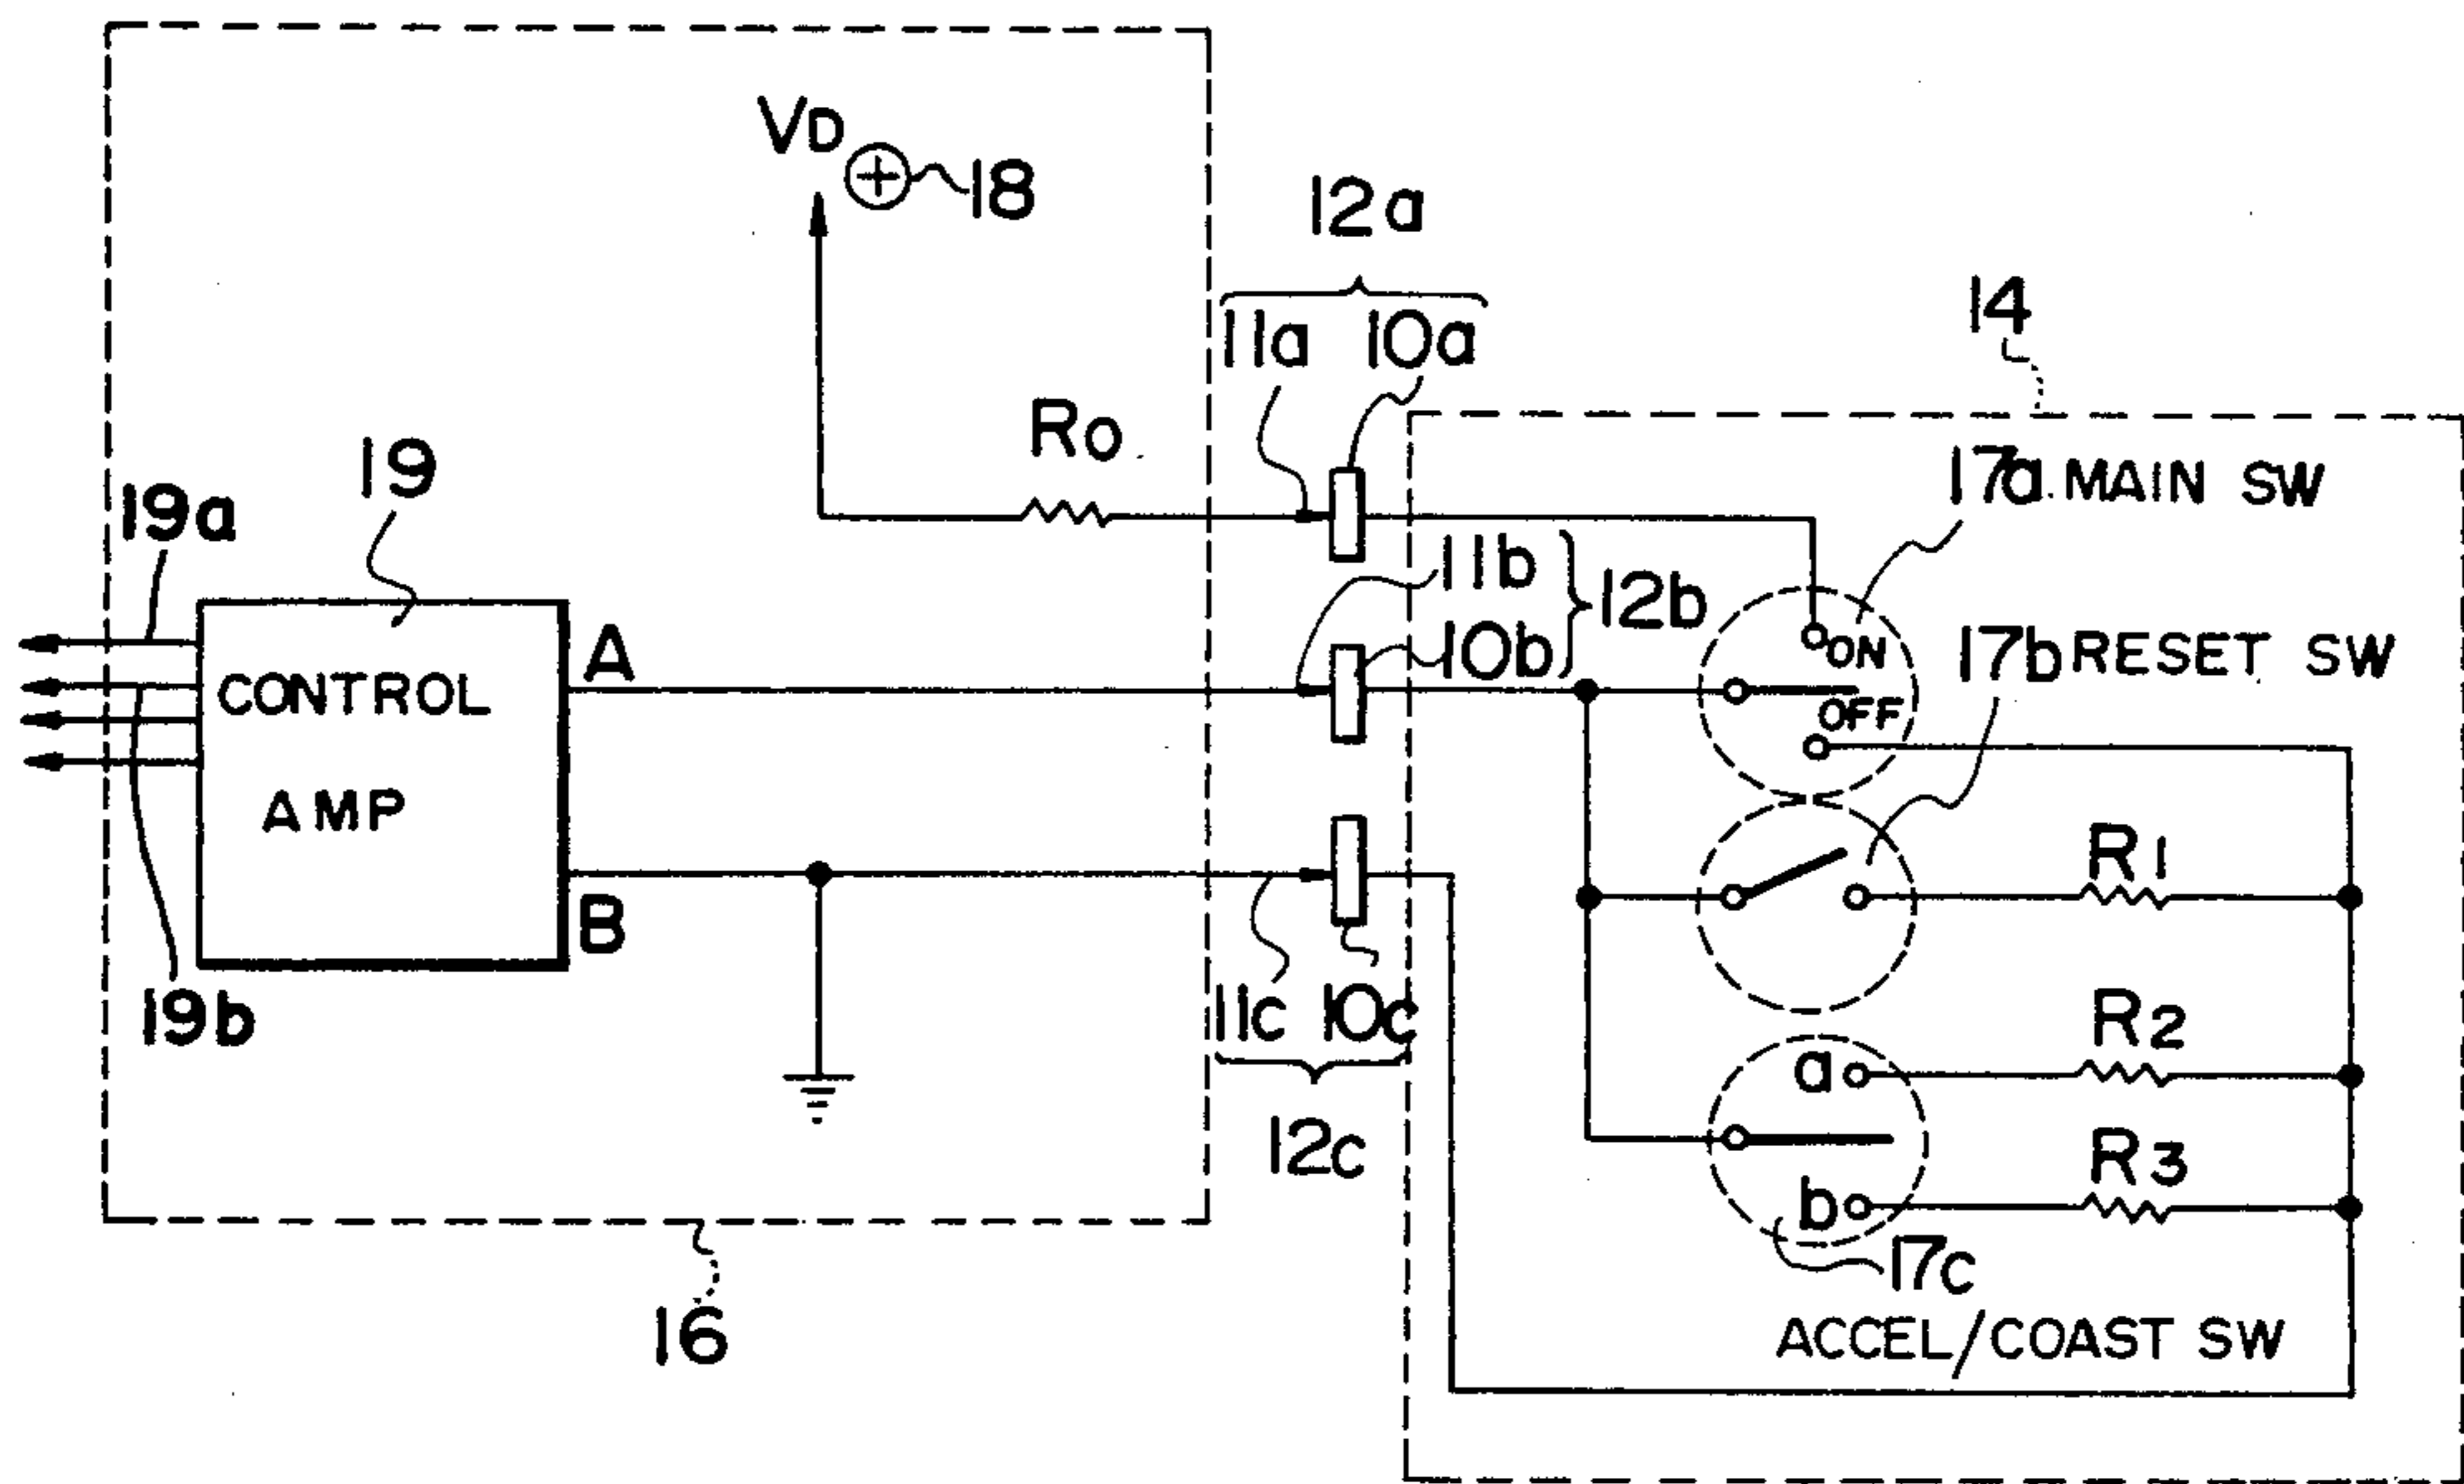 VD
18
12a
11a 10a
14
Ro
19
19a
17a MAIN SW
11b
12b
10b
ON
17b RESET SW
A
CONTROL
AMP
OFF
R1
B
19b
11c 10c
R2
a
12c
R3
b
17c
16
ACCEL/COAST SW